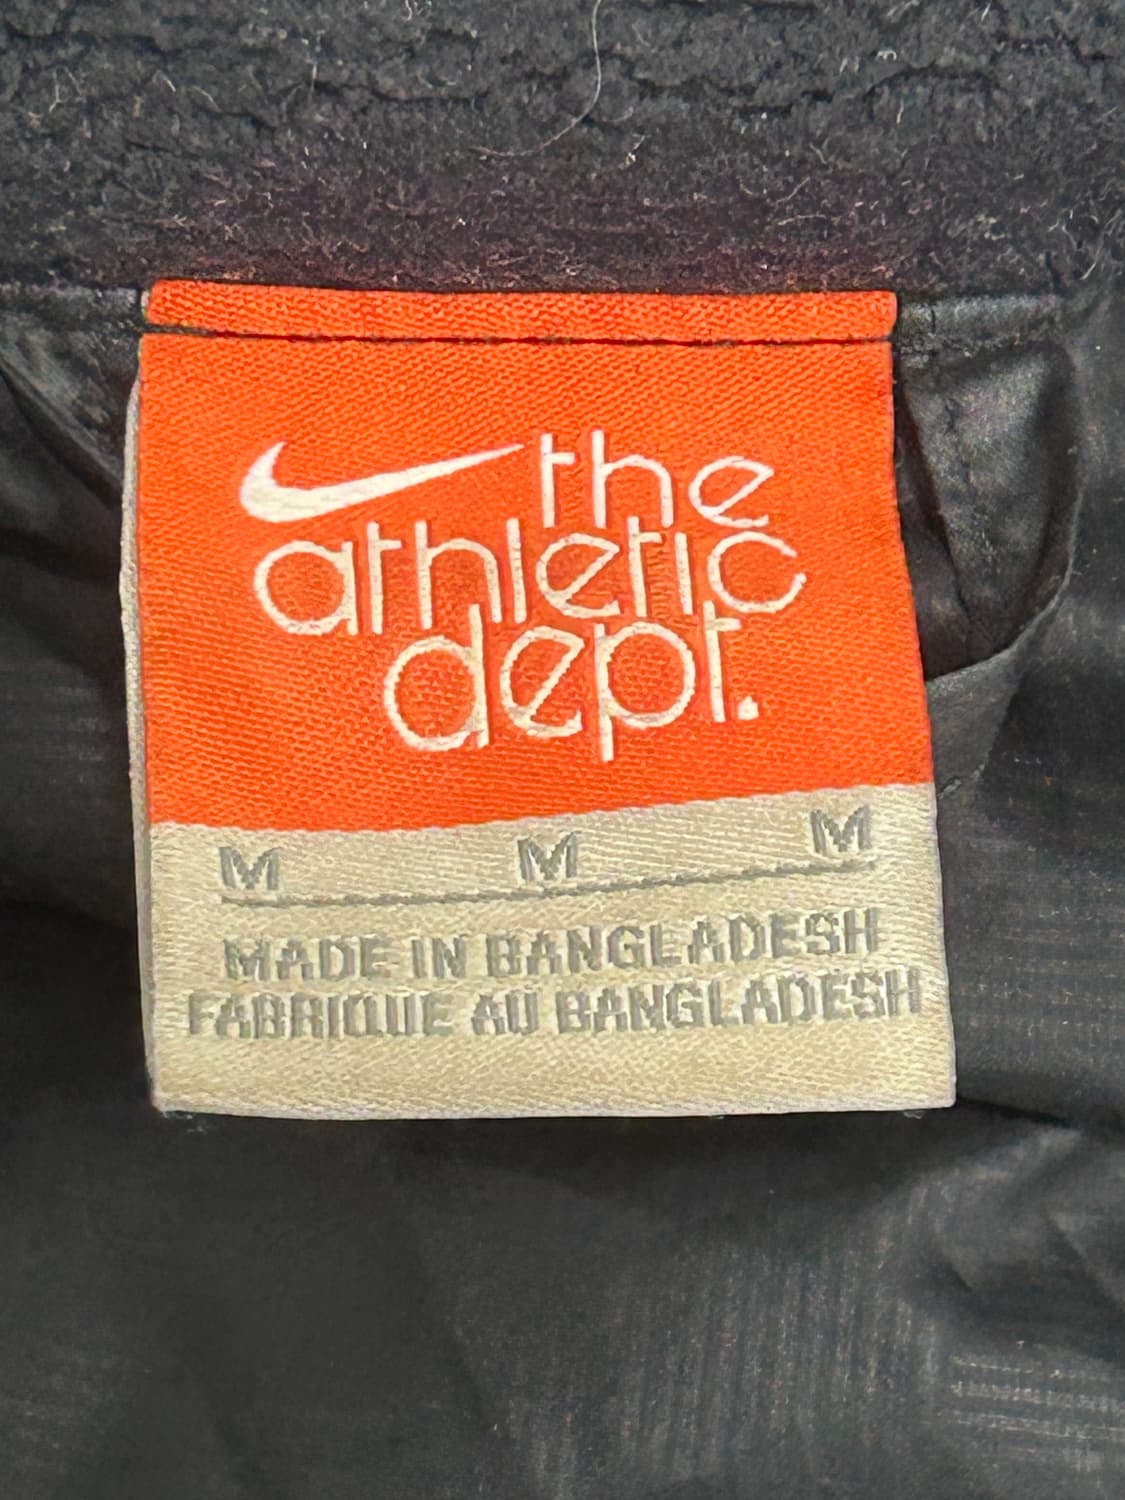 the
athletic
dept.
M M M
MADE IN BANGLADESH
FABRIQUE AU BANGLADESH